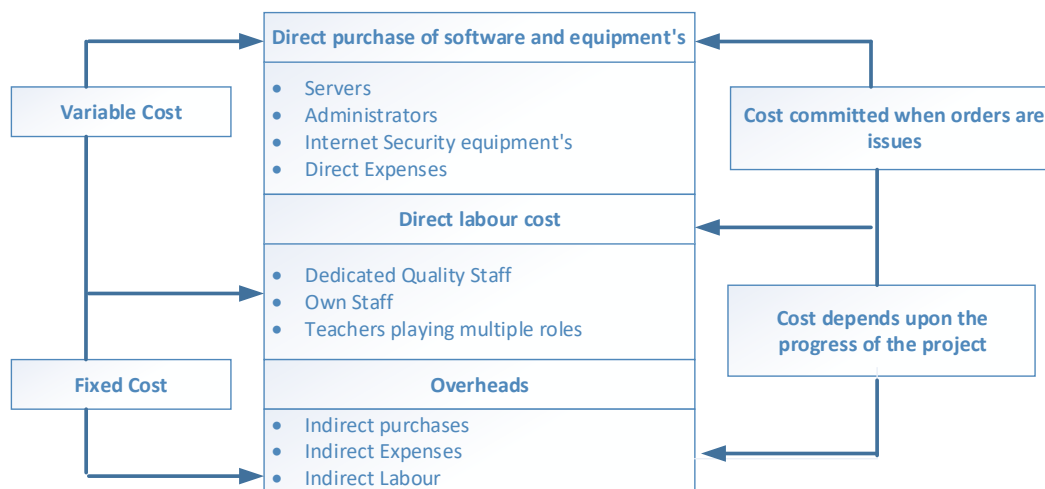 Direct purchase of software and equipment's
Variable Cost
• Servers
• Administrators
• Internet Security equipment's
• Direct Expenses
Cost committed when orders are
issues
Direct labour cost
• Dedicated Quality Staff
• Own Staff
• Teachers playing multiple roles
Cost depends upon the
progress of the project
Fixed Cost
Overheads
• Indirect purchases
• Indirect Expenses
• Indirect Labour